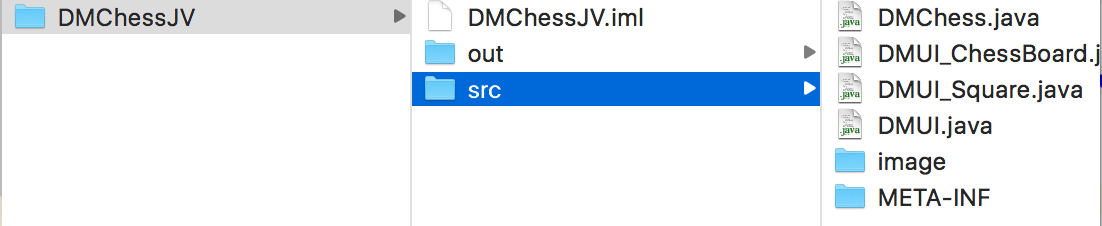 DMChessJV
DMChessJV.iml
out
src
DMChess.java
DMUI_ChessBoard.j
DMUI_Square.java
DMUI.java
image
META-INF